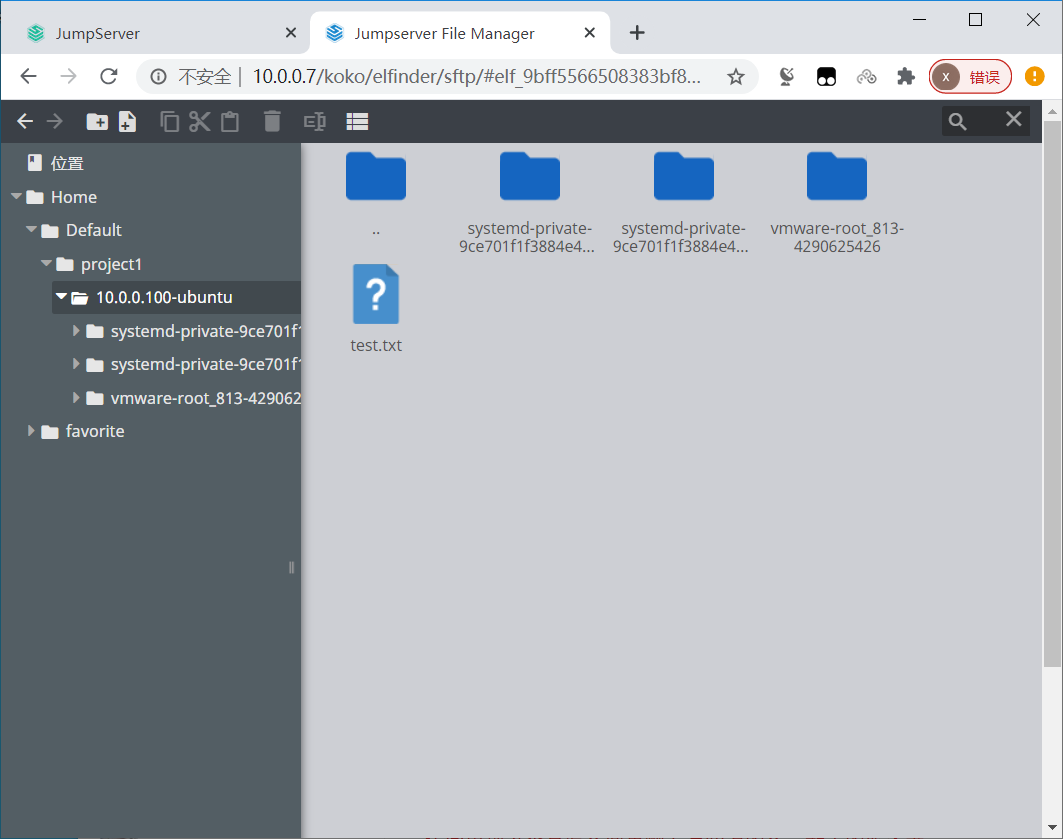 JumpServer
Jumpserver File Manager
不安全 | 10.0.0.7/koko/elfinder/sftp/#elf_9bff5566508383bf8...
x 错误
位置
Home
Default
project1
10.0.0.100-ubuntu
systemd-private-9ce701f1
systemd-private-9ce701f1
vmware-root_813-429062
favorite
..
systemd-private-
9ce701f1f3884e4...
systemd-private-
9ce701f1f3884e4...
vmware-root_813-
4290625426
test.txt